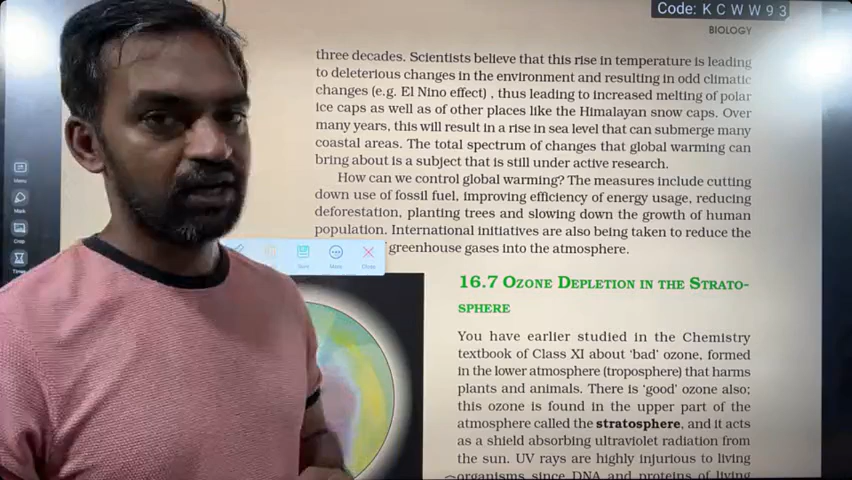 Code: K C W W 9 3
BIOLOGY
three decades. Scientists believe that this rise in temperature is leading
to deleterious changes in the environment and resulting in odd climatic
changes (e.g. El Nino effect) , thus leading to increased melting of polar
ice caps as well as of other places like the Himalayan snow caps. Over
many years, this will result in a rise in sea level that can submerge many
coastal areas. The total spectrum of changes that global warming can
bring about is a subject that is still under active research.
How can we control global warming? The measures include cutting
down use of fossil fuel, improving efficiency of energy usage, reducing
deforestation, planting trees and slowing down the growth of human
population. International initiatives are also being taken to reduce the
greenhouse gases into the atmosphere.
Menu
Mark
Crop
Save
More
Close
16.7 OZONE DEPLETION IN THE STRATO-
SPHERE
You have earlier studied in the Chemistry
textbook of Class XI about 'bad' ozone, formed
in the lower atmosphere (troposphere) that harms
plants and animals. There is 'good' ozone also;
this ozone is found in the upper part of the
atmosphere called the stratosphere, and it acts
as a shield absorbing ultraviolet radiation from
the sun. UV rays are highly injurious to living
organisms since DNA and proteins of living